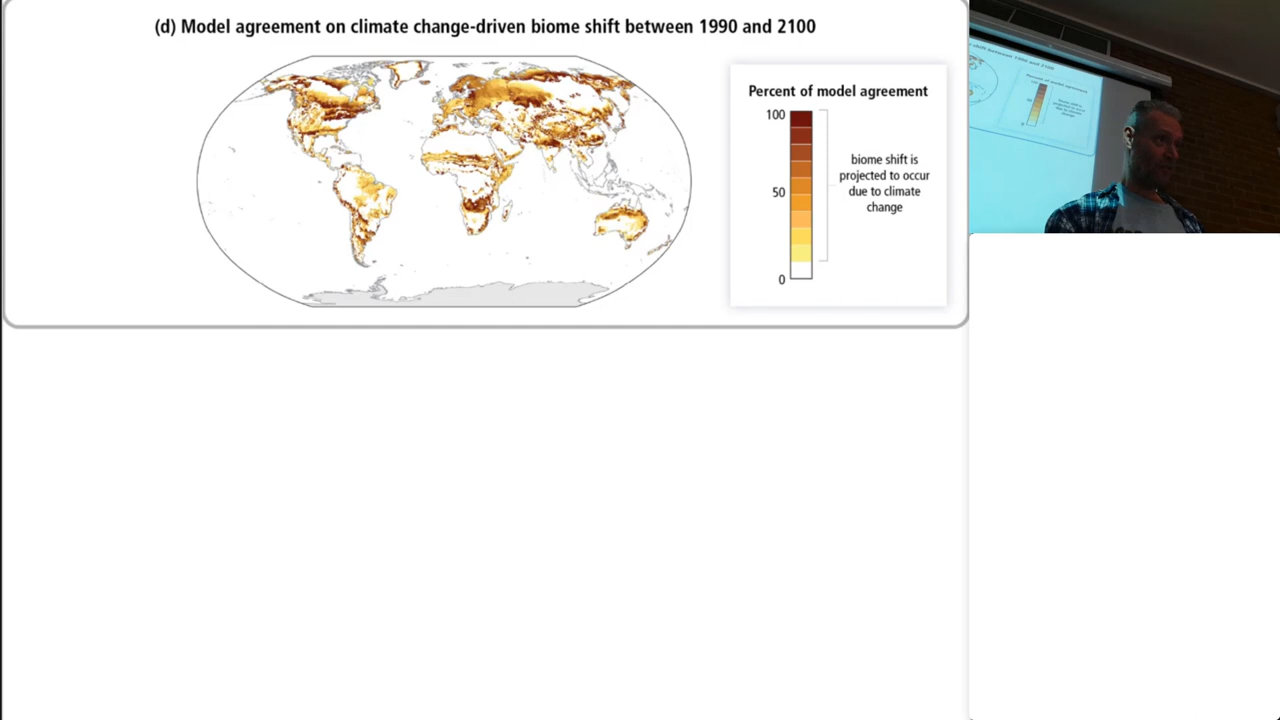 (d) Model agreement on climate change-driven biome shift between 1990 and 2100
Percent of model agreement
100
50
0
biome shift is
projected to occur
due to climate
change